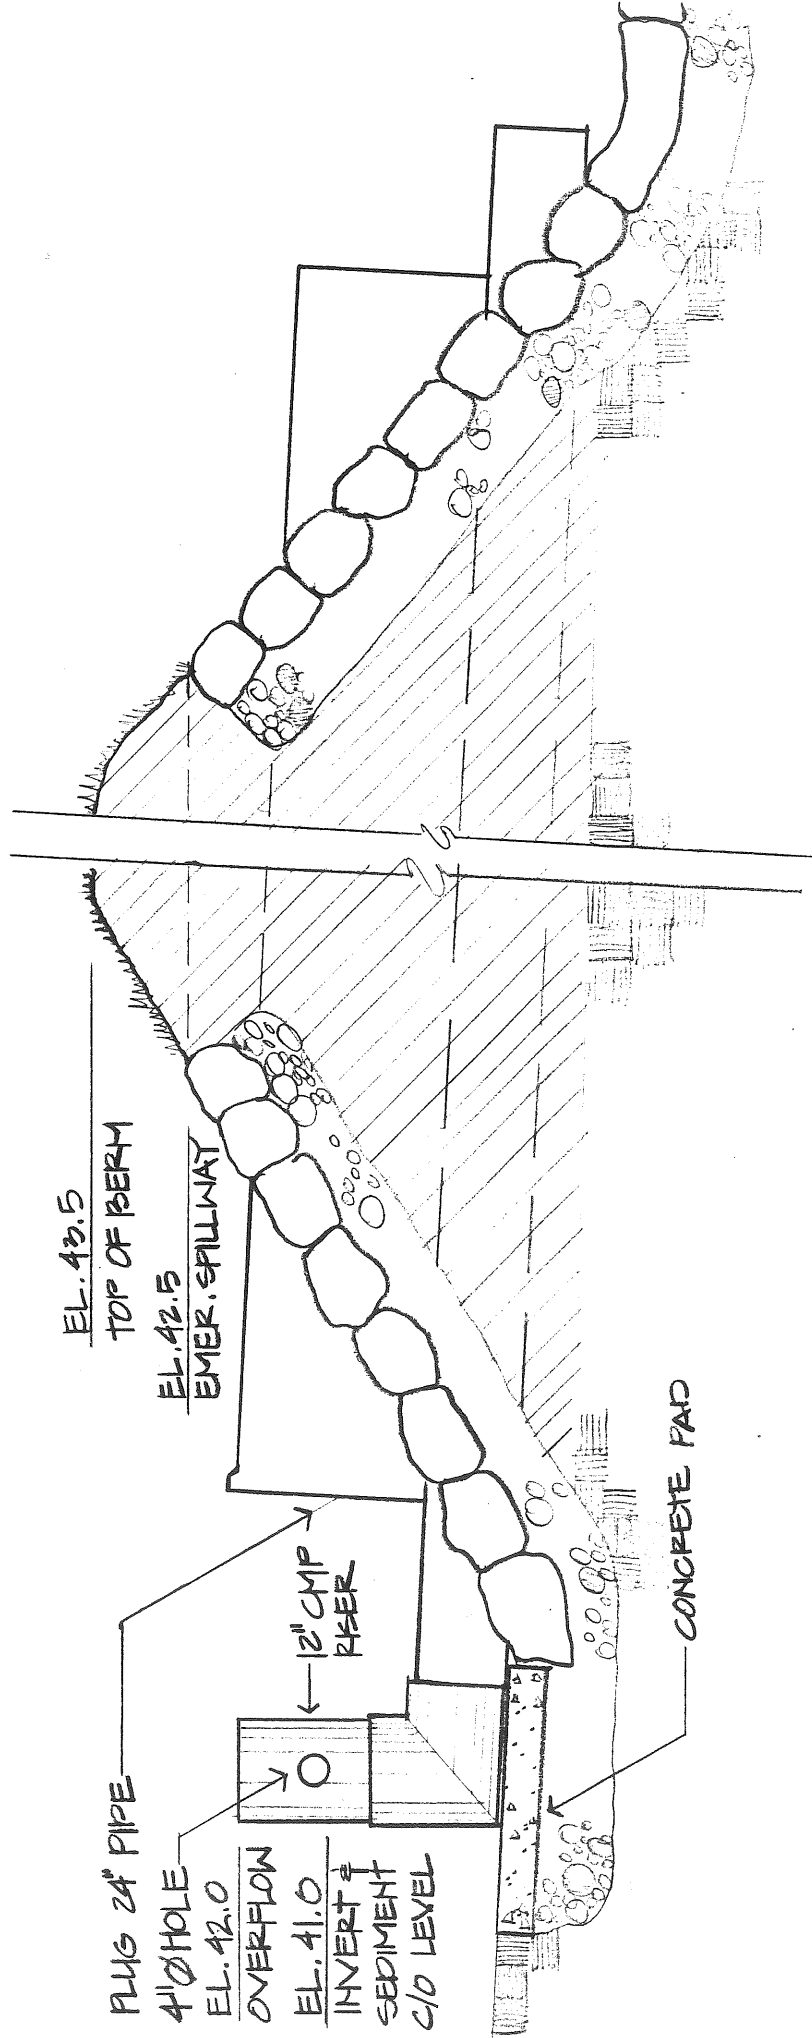 PLUG 24" PIPE
4"Ø HOLE
EL. 42.0
OVERFLOW
EL. 41.0
INVERT &
SEDIMENT
C/O LEVEL
12" CMP
RISER
EL. 43.5
TOP OF BERM
EL. 42.5
EMER. SPILLWAY
CONCRETE PAD